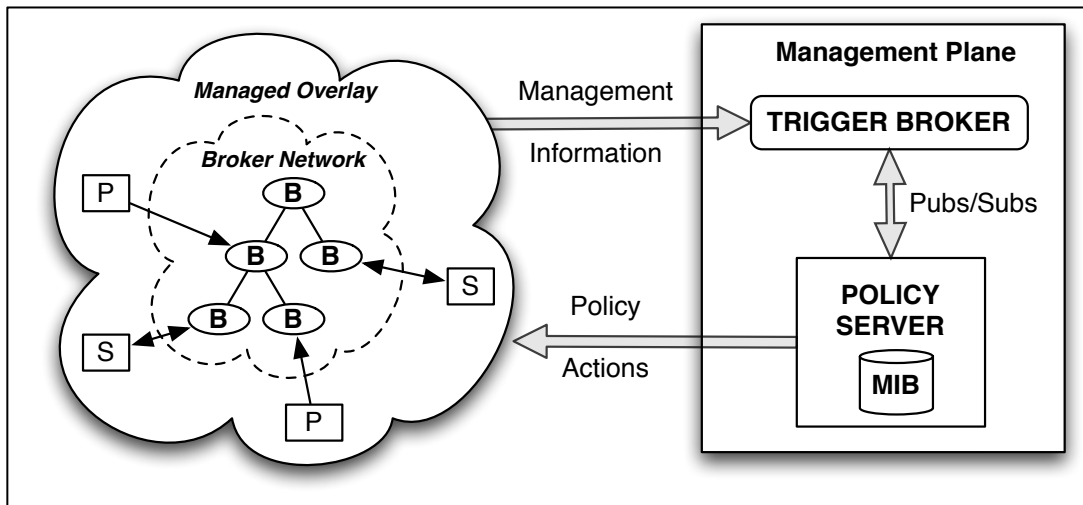 Managed Overlay
Broker Network
P
B
B
B
S
B
B
S
P
Management
Information
Policy
Actions
Management Plane
TRIGGER BROKER
Pubs/Subs
POLICY
SERVER
MIB